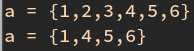 a = {1,2,3,4,5,6}
a = {1,4,5,6}